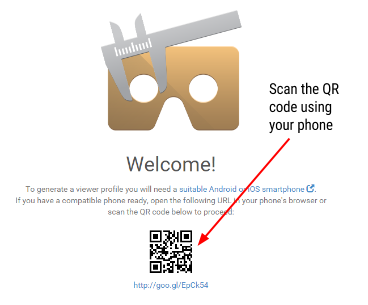 Scan the QR
code using
your phone
Welcome!
To generate a viewer profile you will need a suitable Android or iOS smartphone.
If you have a compatible phone ready, open the following URL in your phone's browser or
scan the QR code below to proceed:
http://goo.gl/EpCk54